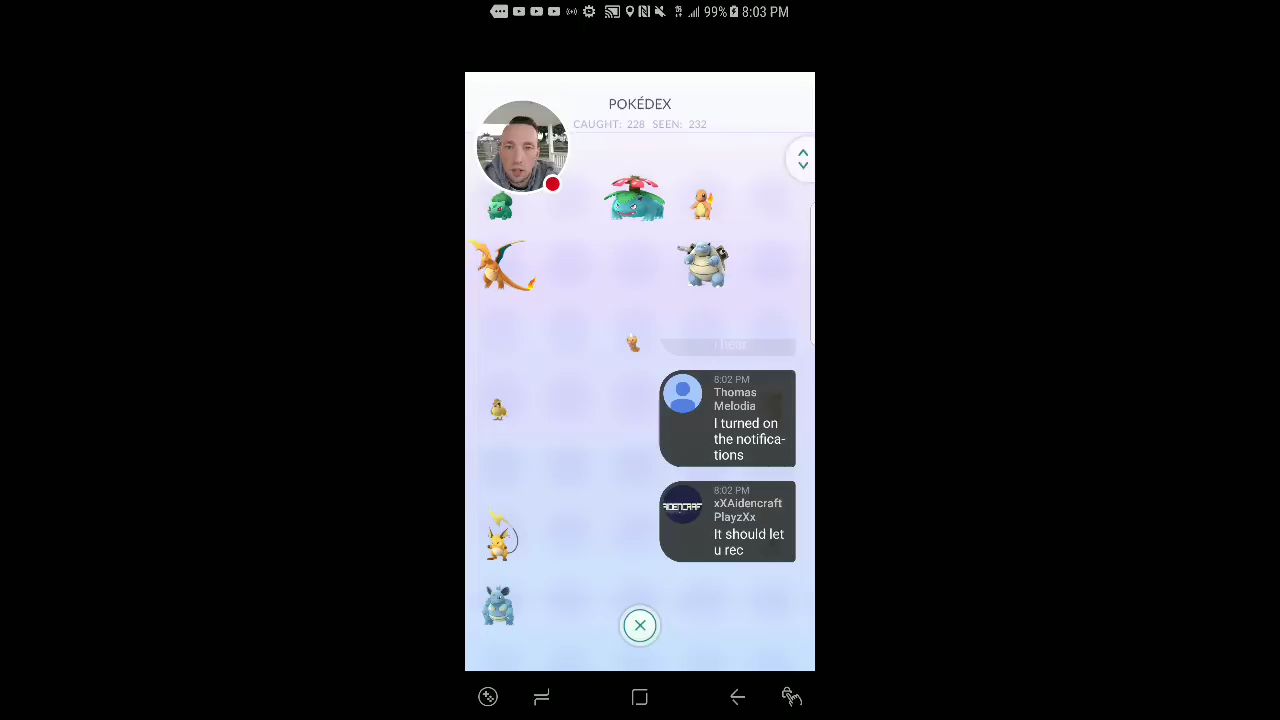 99% 8:03 PM
POKÉDEX
CAUGHT: 228 SEEN: 232
hear
8:02 PM
Thomas
Melodia
I turned on
the notifica-
tions
8:02 PM
xXAidencraft
PlayzXx
It should let
u rec